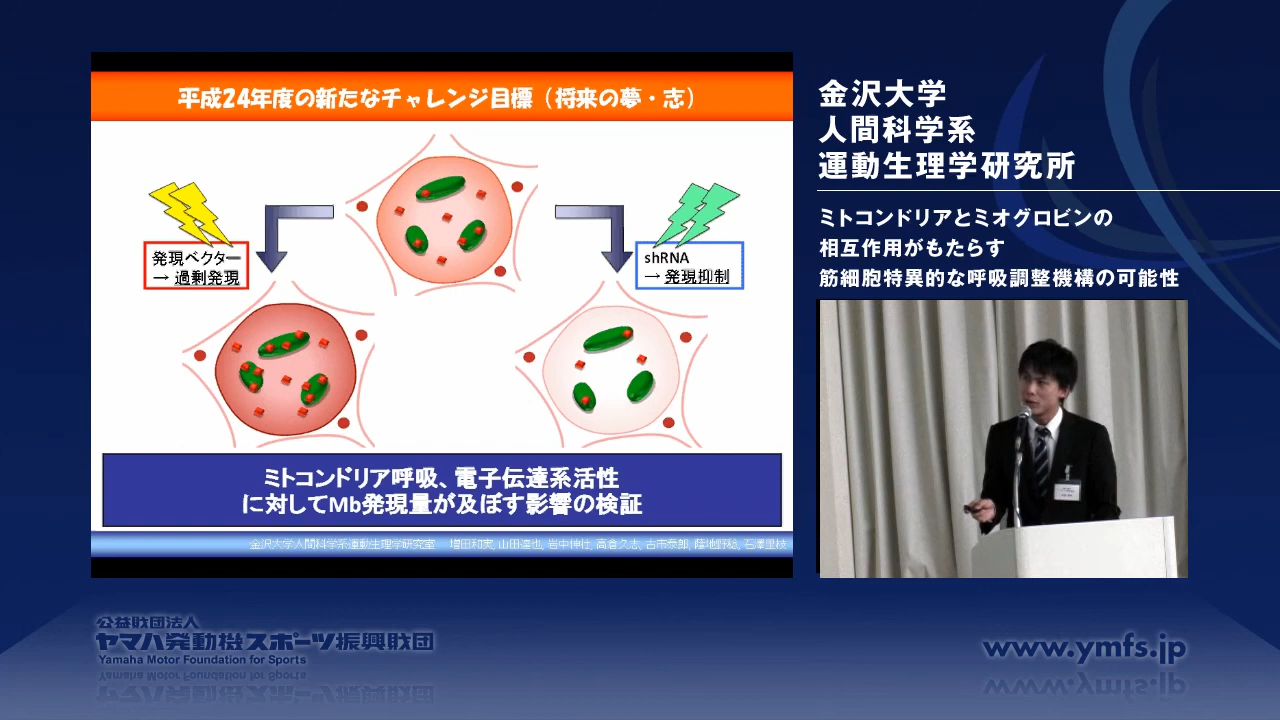 平成24年度の新たなチャレンジ目標（将来の夢・志）
発現ベクター
→ 過剰発現
shRNA
→ 発現抑制
ミトコンドリア呼吸、電子伝達系活性
に対してMb発現量が及ぼす影響の検証
金沢大学人間科学系運動生理学研究室　増田和実, 山田達也, 岩中伸壮, 高倉久志, 古市泰郎, 蔭地野稔, 石澤里枝
金沢大学
人間科学系
運動生理学研究所
ミトコンドリアとミオグロビンの
相互作用がもたらす
筋細胞特異的な呼吸調整機構の可能性
公益財団法人
ヤマハ発動機スポーツ振興財団
Yamaha Motor Foundation for Sports
www.ymfs.jp